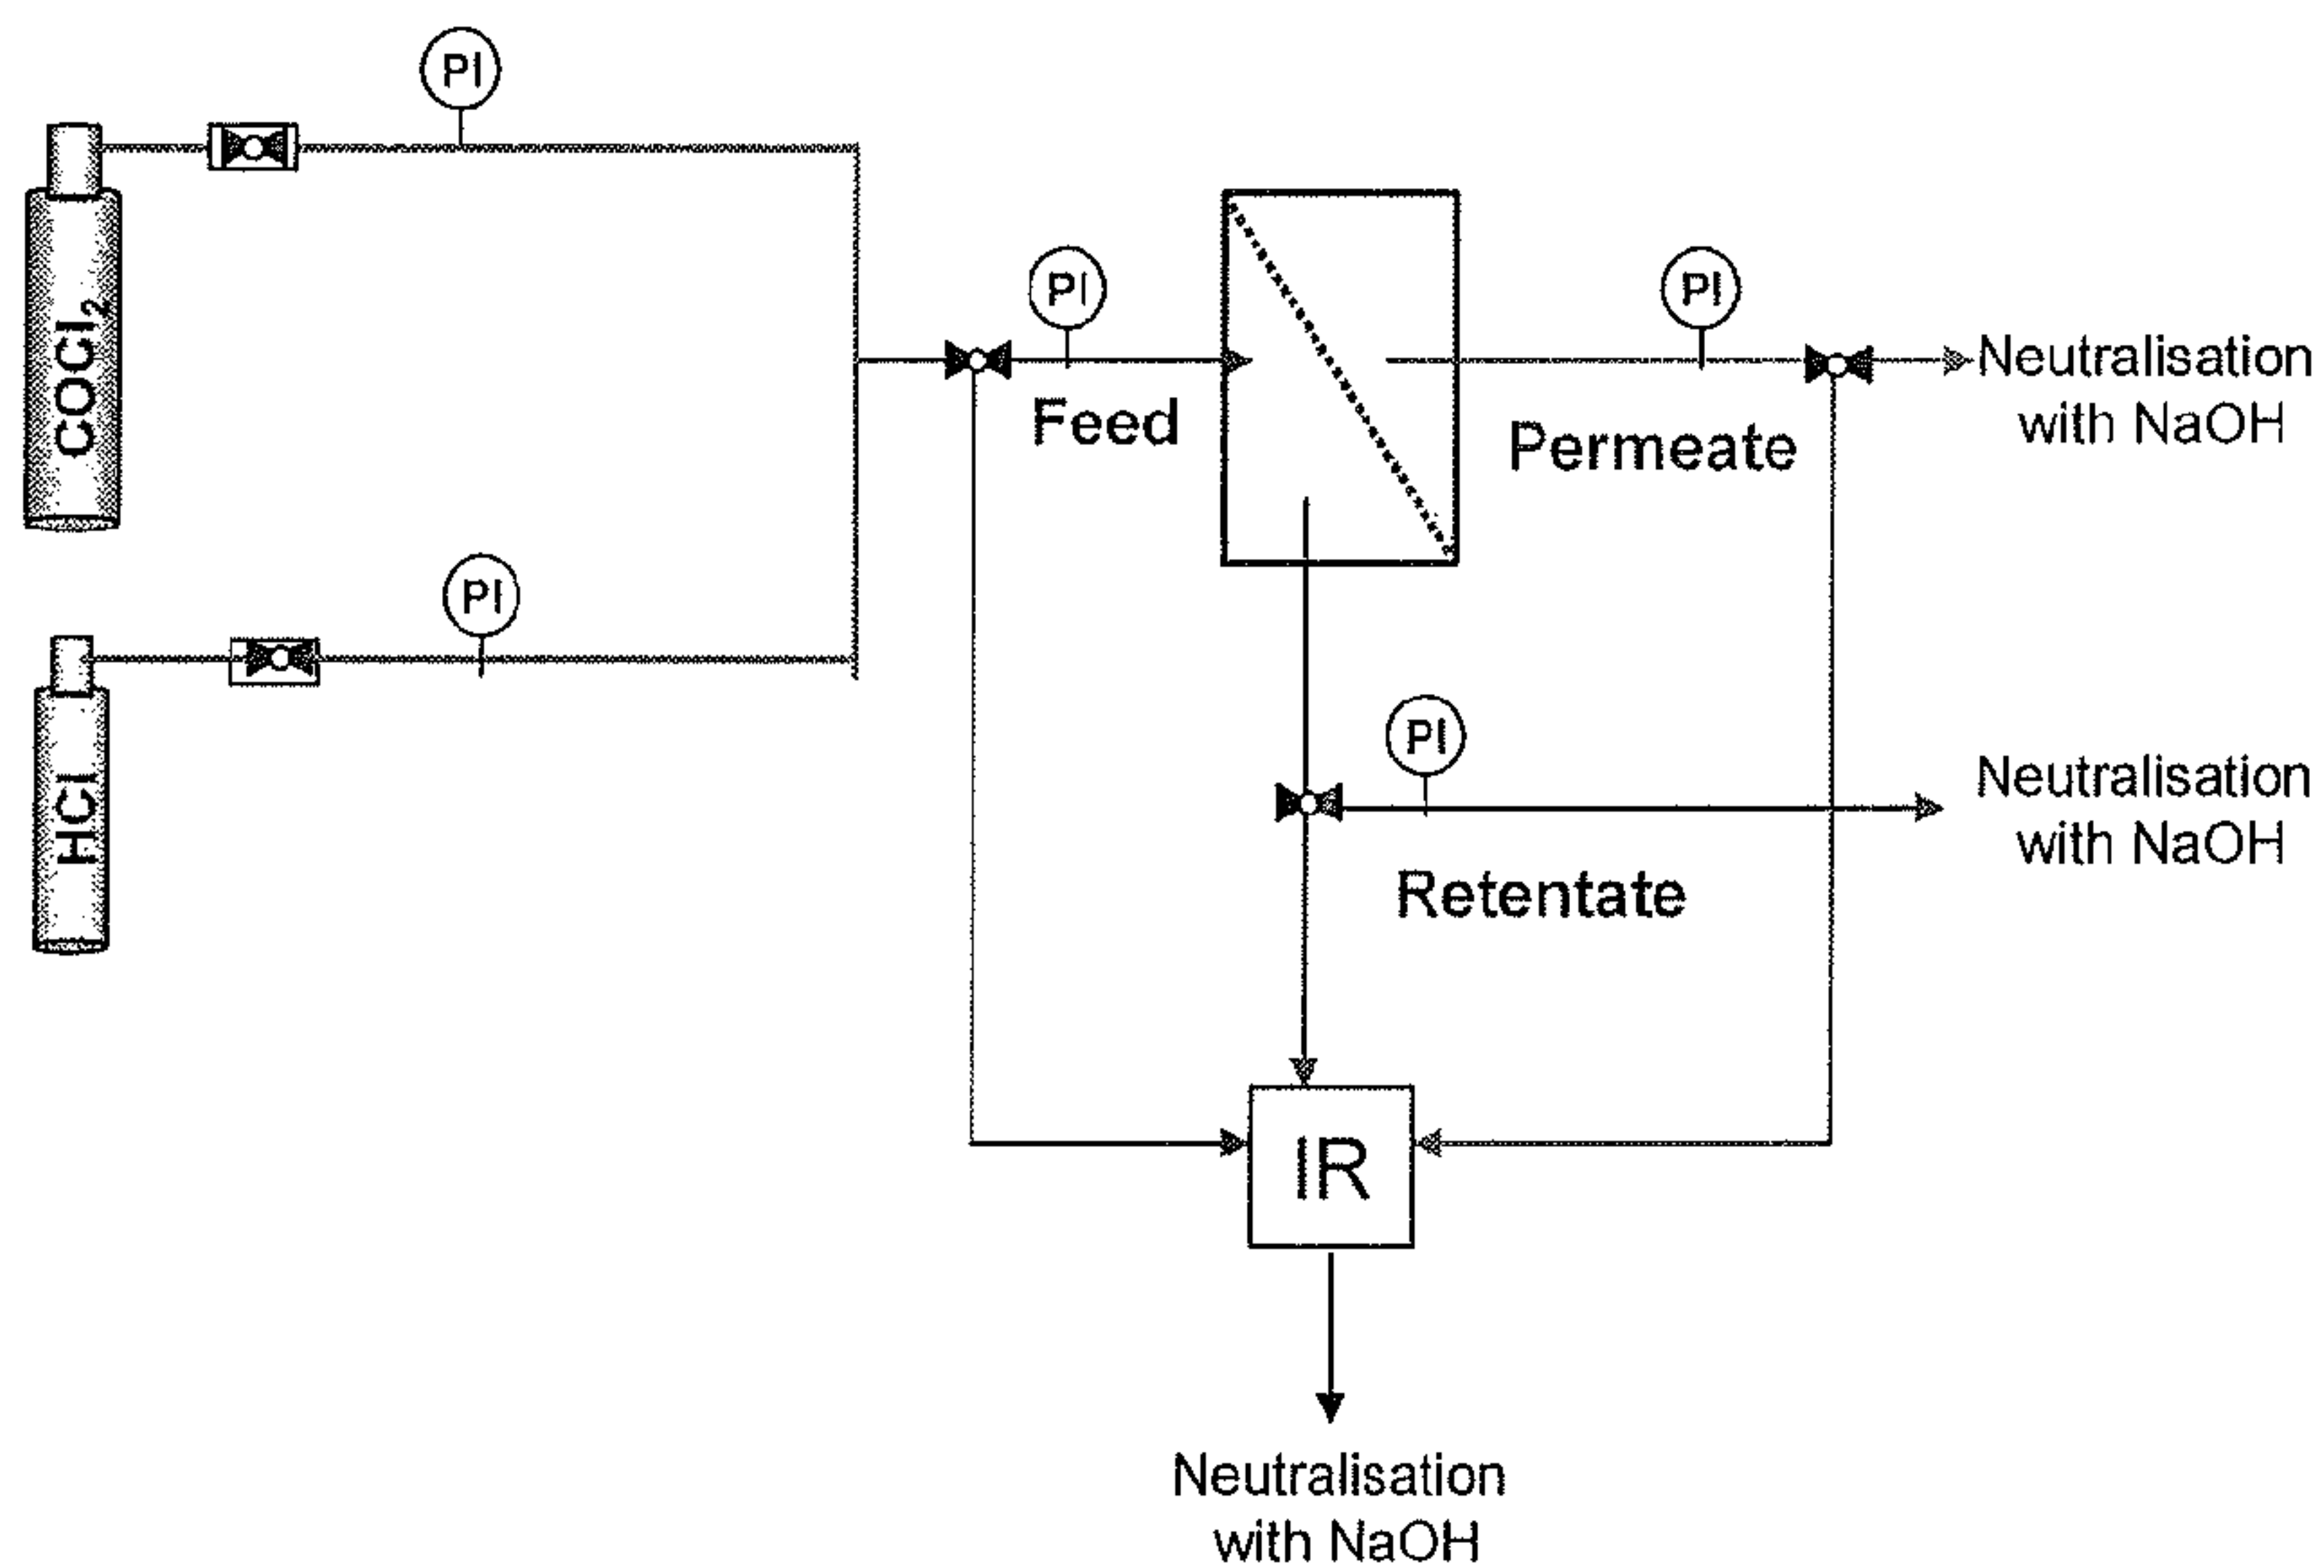 PI
COCl₂
PI
PI
Feed
Permeate
Neutralisation
with NaOH
PI
HCl
PI
Retentate
Neutralisation
with NaOH
IR
Neutralisation
with NaOH